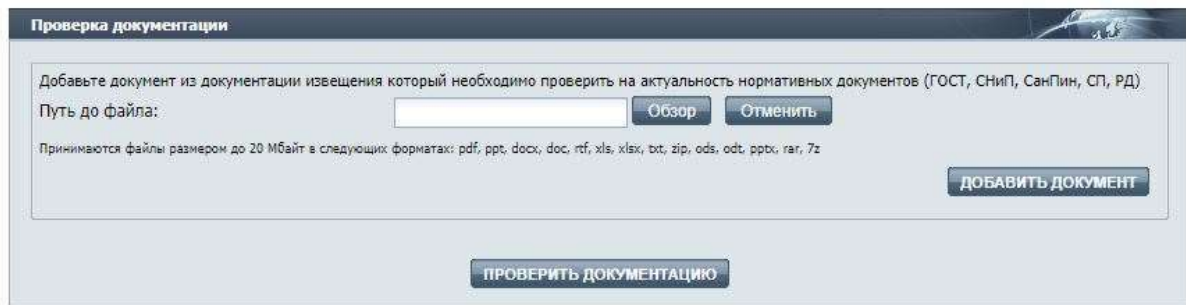 Проверка документации
Добавьте документ из документации извещения который необходимо проверить на актуальность нормативных документов (ГОСТ, СНиП, СанПин, СП, РД)
Путь до файла: Обзор Отменить
Принимаются файлы размером до 20 Мбайт в следующих форматах: pdf, ppt, docx, doc, rtf, xls, xlsx, txt, zip, ods, odt, pptx, rar, 7z
ДОБАВИТЬ ДОКУМЕНТ
ПРОВЕРИТЬ ДОКУМЕНТАЦИЮ